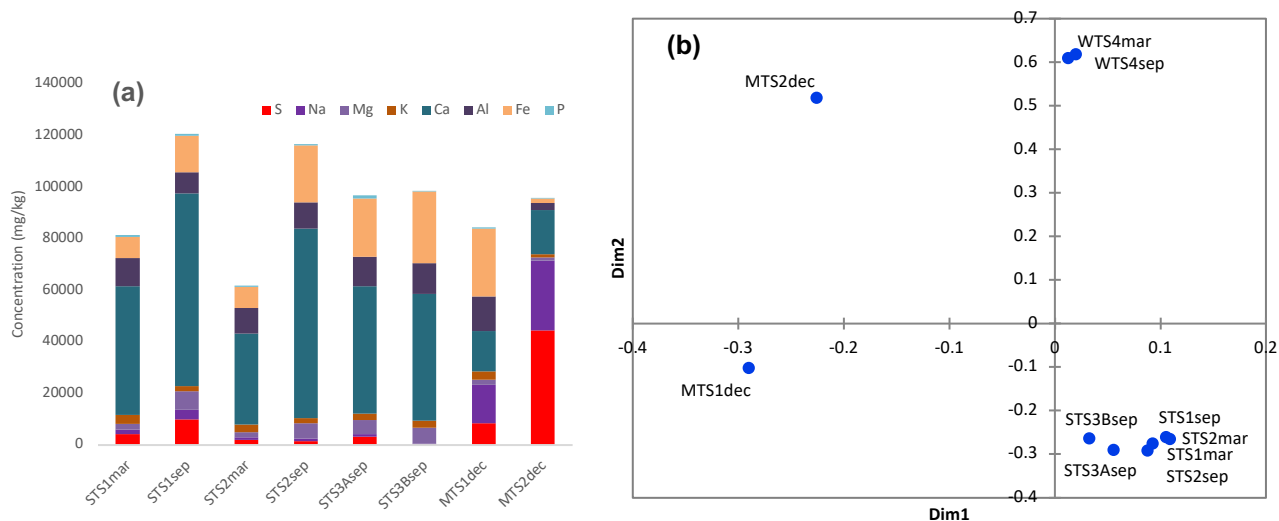 (a)
S Na Mg K Ca Al Fe P
Concentration (mg/kg)
140000
120000
100000
80000
60000
40000
20000
0
STS1mar STS1sep STS2mar STS2sep STS3Asep STS3Bsep MTS1dec MTS2dec
(b)
0.7
WTS4mar
0.6
WTS4sep
MTS2dec
0.5
0.4
0.3
0.2
0.1
Dim2
0
-0.4 -0.3 -0.2 -0.1 0 0.1 0.2
-0.1
MTS1dec
-0.2
STS3Bsep STS1sep
STS2mar
-0.3
STS1mar
STS3Asep STS2sep
-0.4
Dim1